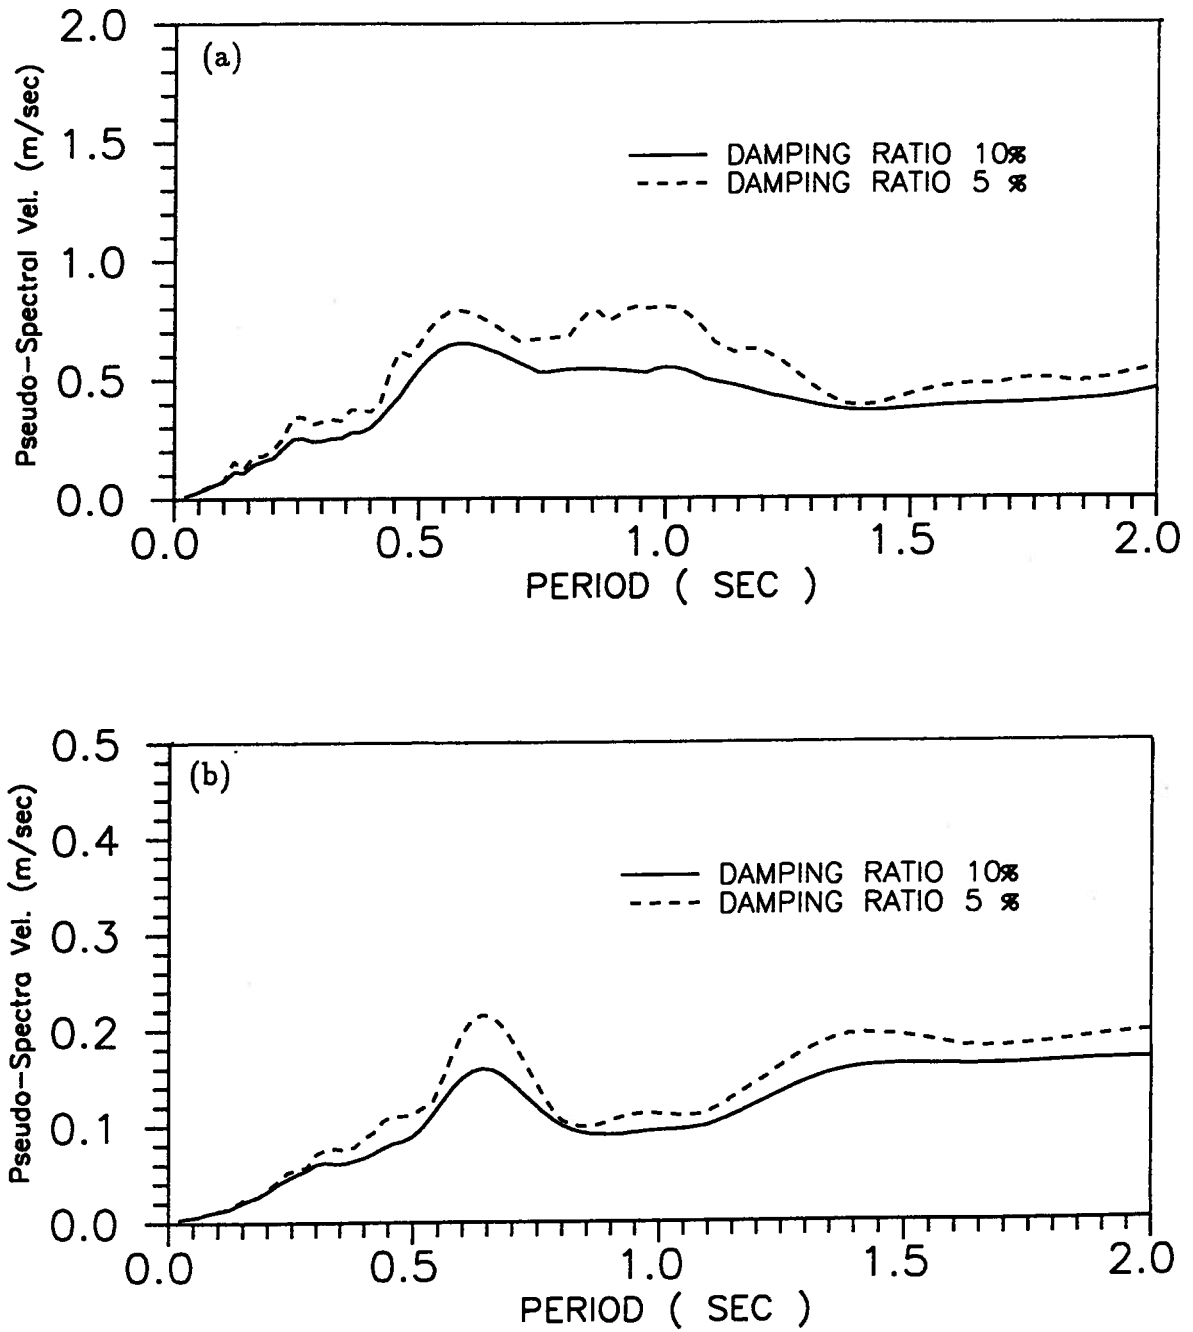 (a)
Pseudo-Spectral Vel. (m/sec)
2.0
1.5
1.0
0.5
0.0
DAMPING RATIO 10%
DAMPING RATIO 5 %
0.0 0.5 1.0 1.5 2.0
PERIOD ( SEC )
(b)
Pseudo-Spectra Vel. (m/sec)
0.5
0.4
0.3
0.2
0.1
0.0
DAMPING RATIO 10%
DAMPING RATIO 5 %
0.0 0.5 1.0 1.5 2.0
PERIOD ( SEC )